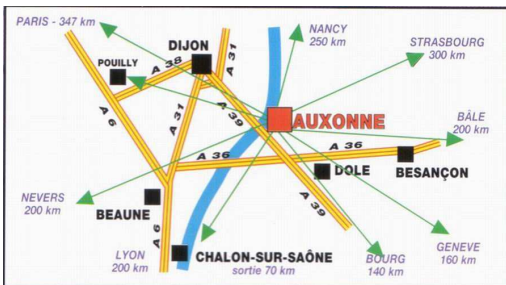 PARIS - 347 km
NANCY
250 km
STRASBOURG
300 km
DIJON
A 31
POUILLY
A 38
A 31
A 39
A 6
AUXONNE
BÂLE
200 km
A 36
A 36
DOLE
BESANÇON
NEVERS
200 km
BEAUNE
A 39
A 6
LYON
200 km
CHALON-SUR-SAÔNE
sortie 70 km
BOURG
140 km
GENEVE
160 km